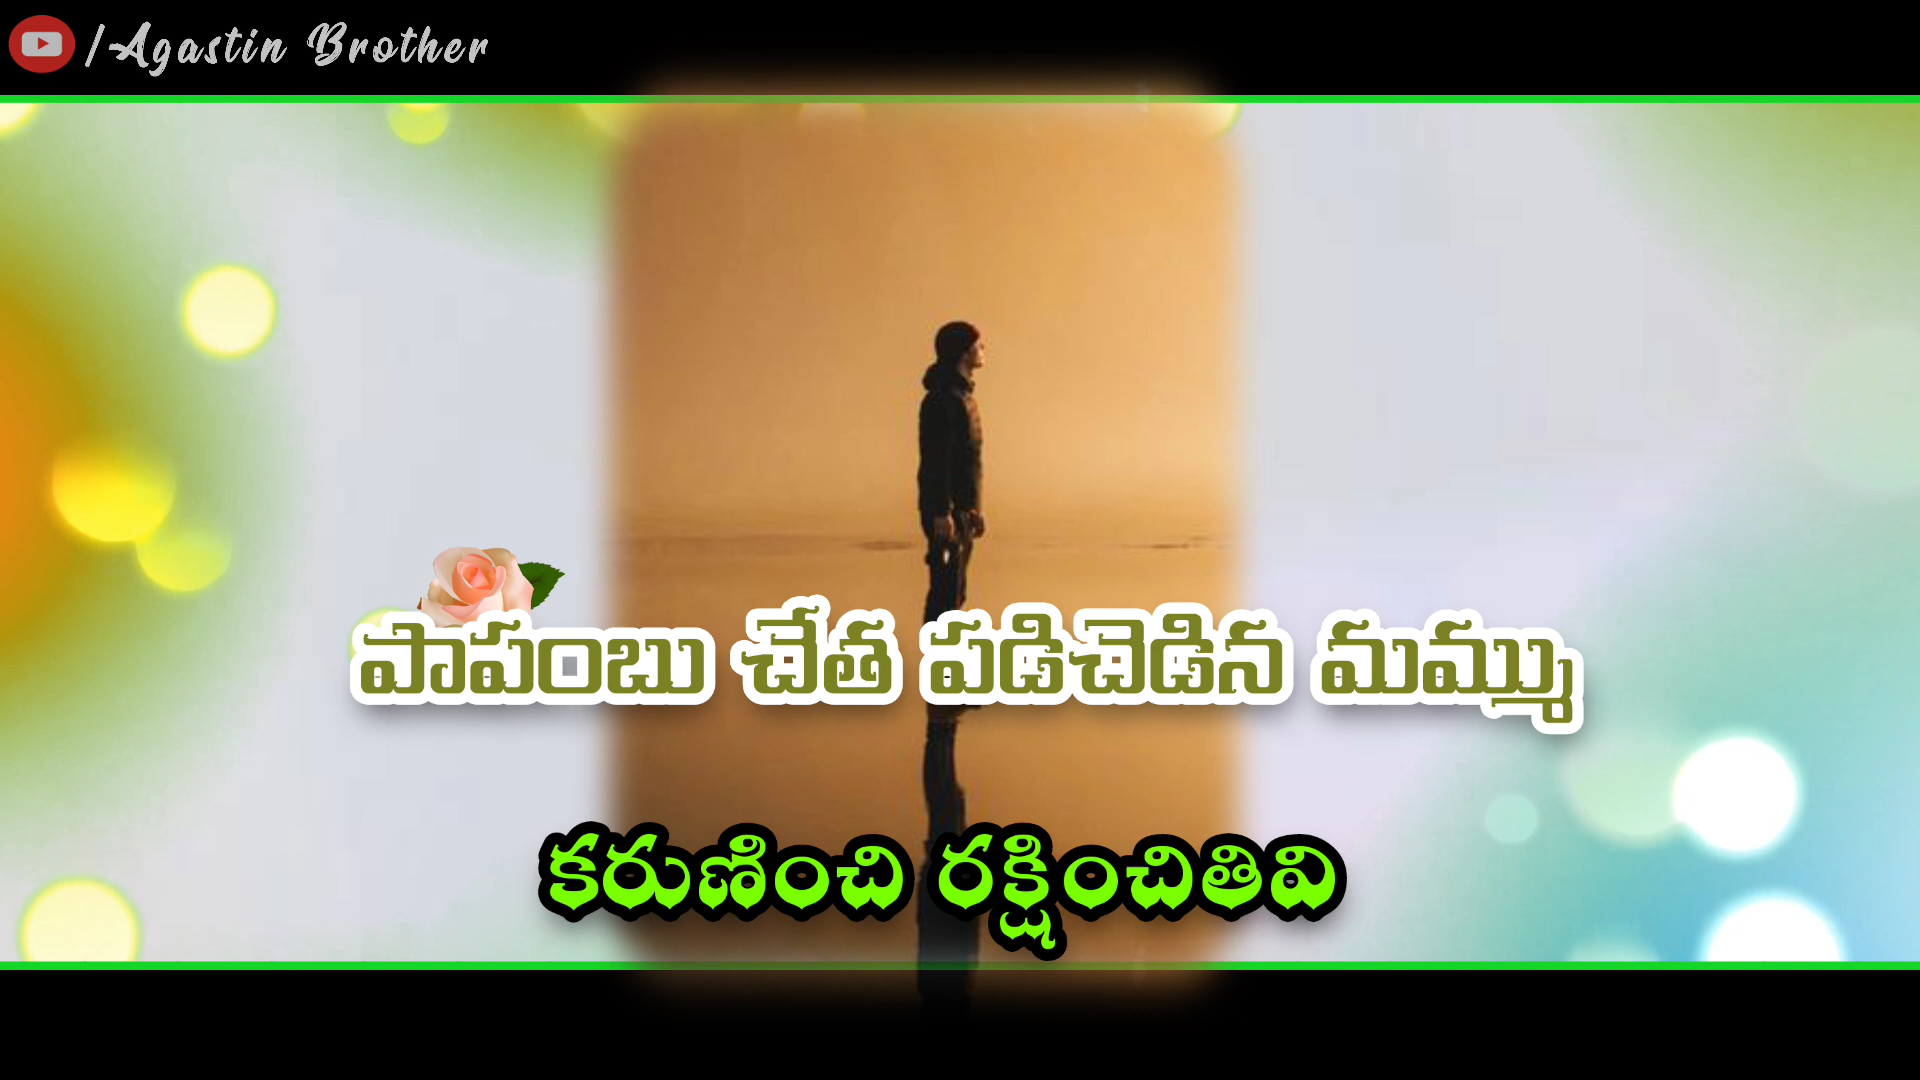 /Agastin Brother
పాపంబు చేత పడిచెడిన మమ్ము
కరుణించి రక్షించితివి